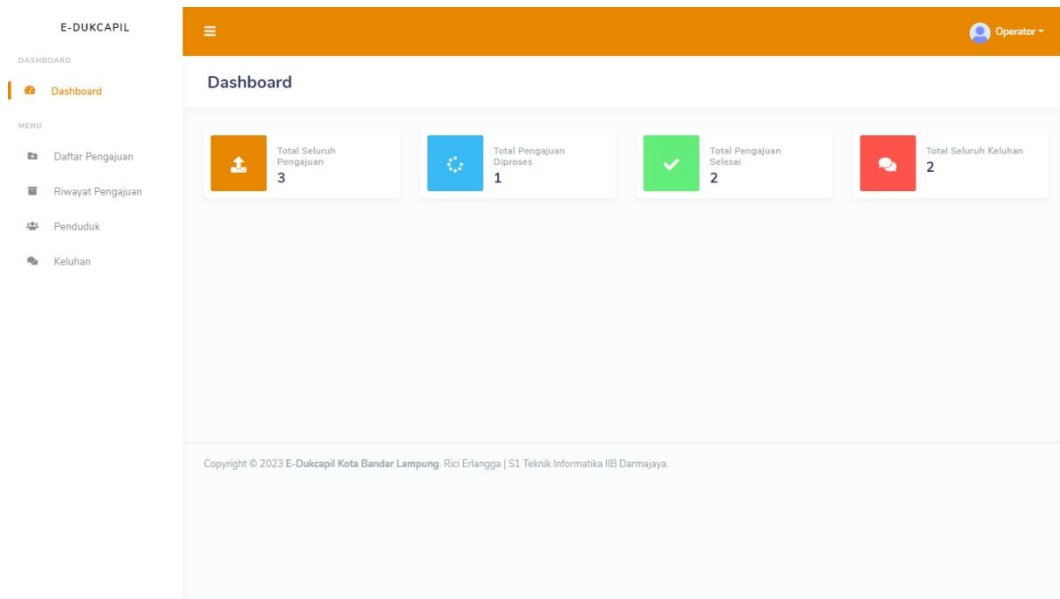 E-DUKCAPIL
DASHBOARD
Dashboard
MENU
Daftar Pengajuan
Riwayat Pengajuan
Penduduk
Keluhan
Operator
Dashboard
Total Seluruh
Pengajuan
3
Total Pengajuan
Diproses
1
Total Pengajuan
Selesai
2
Total Seluruh Keluhan
2
Copyright © 2023 E-Dukcapil Kota Bandar Lampung. Rici Erlangga | S1 Teknik Informatika IIB Darmajaya.